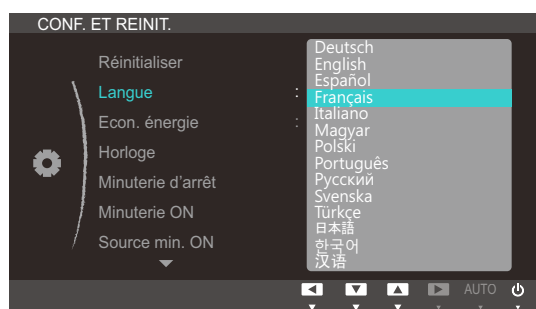 CONF. ET REINIT.
Réinitialiser
Langue :
Econ. énergie :
Horloge
Minuterie d'arrêt
Minuterie ON
Source min. ON
Deutsch
English
Español
Français
Italiano
Magyar
Polski
Português
Русский
Svenska
Türkçe
日本語
한국어
汉语
AUTO